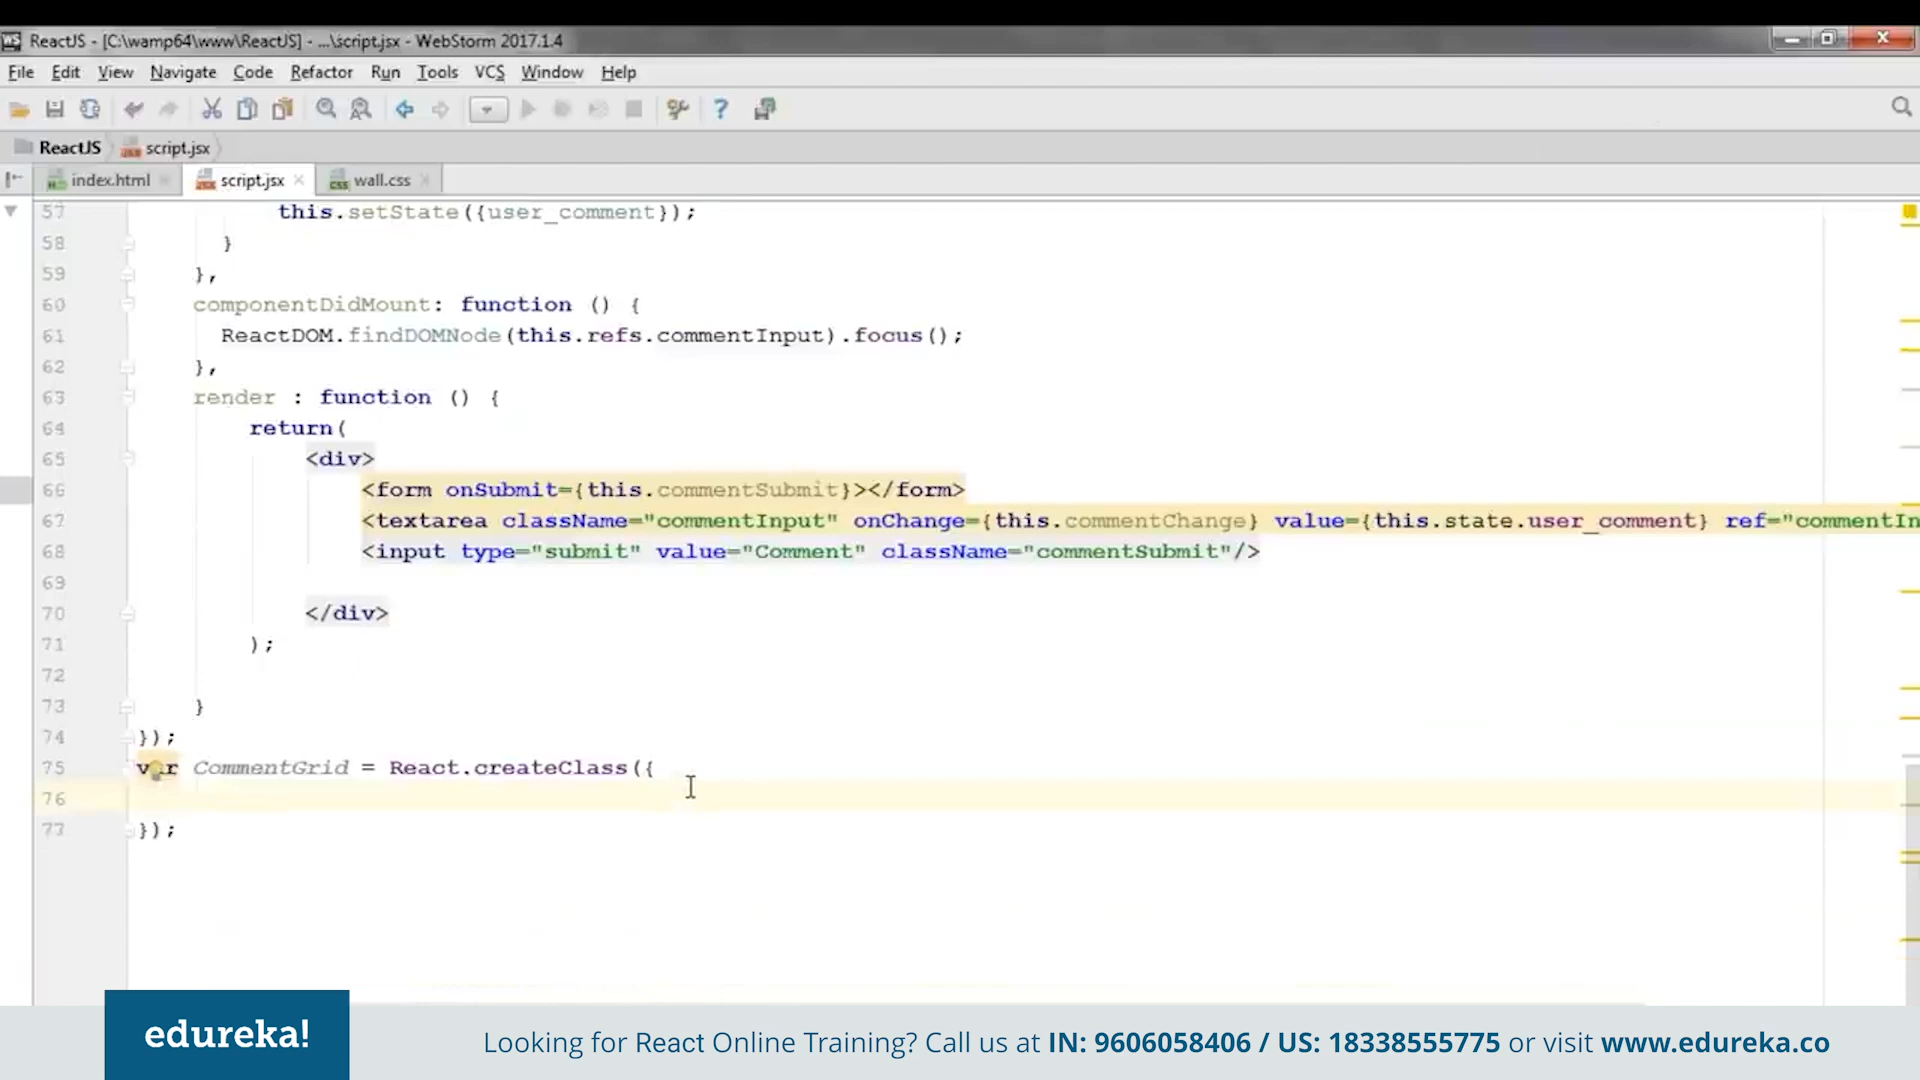 ReactJS - [C:\wamp64\www\ReactJS] - ...\script.jsx - WebStorm 2017.1.4
File Edit View Navigate Code Refactor Run Tools VCS Window Help
ReactJS script.jsx
index.html script.jsx wall.css
57 this.setState({user_comment});
58 }
59 },
60 componentDidMount: function () {
61 ReactDOM.findDOMNode(this.refs.commentInput).focus();
62 },
63 render : function () {
64 return(
65 <div>
66 <form onSubmit={this.commentSubmit}></form>
67 <textarea className="commentInput" onChange={this.commentChange} value={this.state.user_comment} ref="commentIn
68 <input type="submit" value="Comment" className="commentSubmit"/>
69
70 </div>
71 );
72
73 }
74 });
75 var CommentGrid = React.createClass({
76
77 });
edureka!
Looking for React Online Training? Call us at IN: 9606058406 / US: 18338555775 or visit www.edureka.co